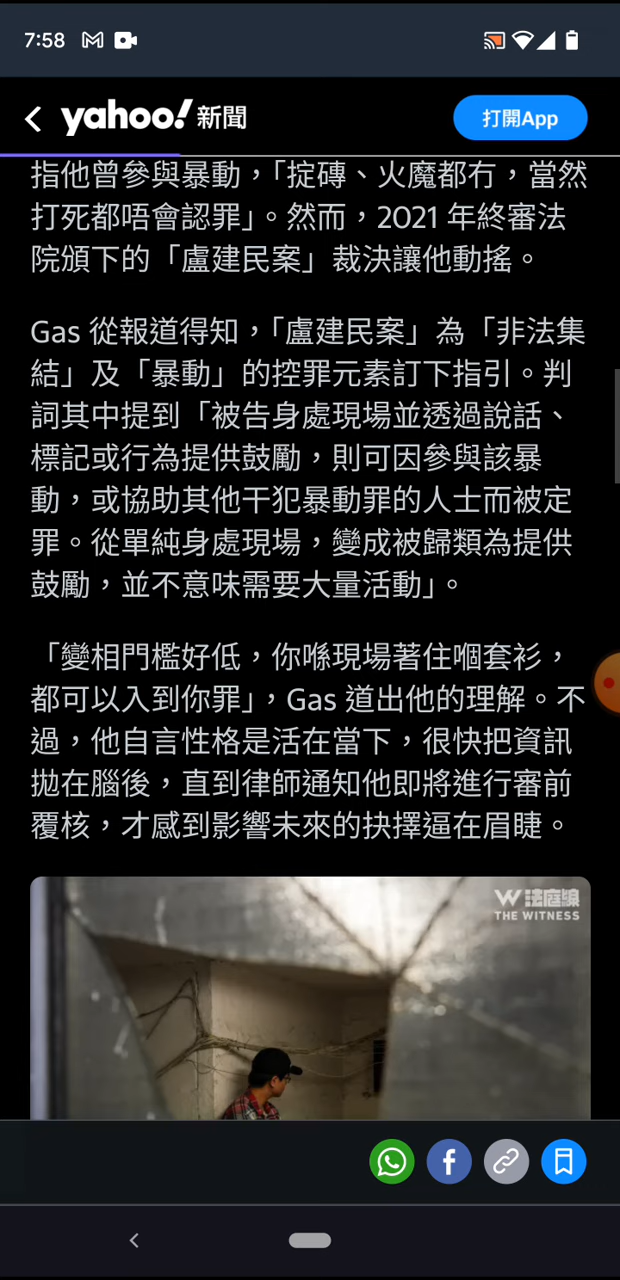 7:58
yahoo!新聞
打開App
指他曾參與暴動，「掟磚、火魔都冇，當然
打死都唔會認罪」。然而，2021 年終審法
院頒下的「盧建民案」裁決讓他動搖。
Gas 從報道得知，「盧建民案」為「非法集
結」及「暴動」的控罪元素訂下指引。判
詞其中提到「被告身處現場並透過說話、
標記或行為提供鼓勵，則可因參與該暴
動，或協助其他干犯暴動罪的人士而被定
罪。從單純身處現場，變成被歸類為提供
鼓勵，並不意味需要大量活動」。
「變相門檻好低，你喺現場著住嗰套衫，
都可以入到你罪」，Gas 道出他的理解。不
過，他自言性格是活在當下，很快把資訊
拋在腦後，直到律師通知他即將進行審前
覆核，才感到影響未來的抉擇逼在眉睫。
法庭線
THE WITNESS